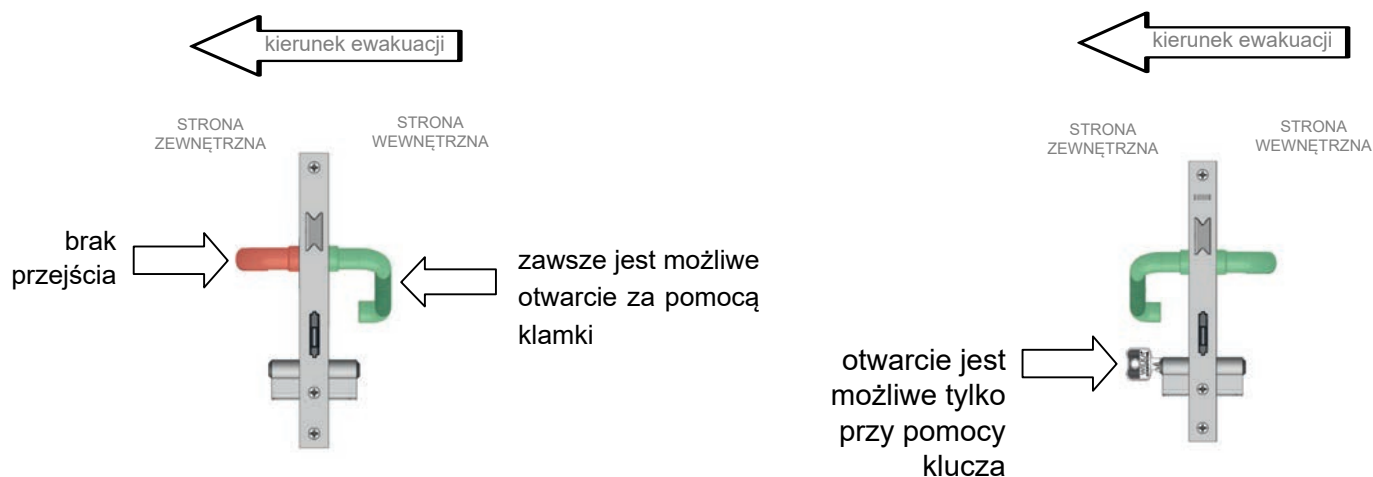 kierunek ewakuacji
STRONA
ZEWNĘTRZNA
STRONA
WEWNĘTRZNA
brak
przejścia
zawsze jest możliwe
otwarcie za pomocą
klamki
kierunek ewakuacji
STRONA
ZEWNĘTRZNA
STRONA
WEWNĘTRZNA
otwarcie jest
możliwe tylko
przy pomocy
klucza